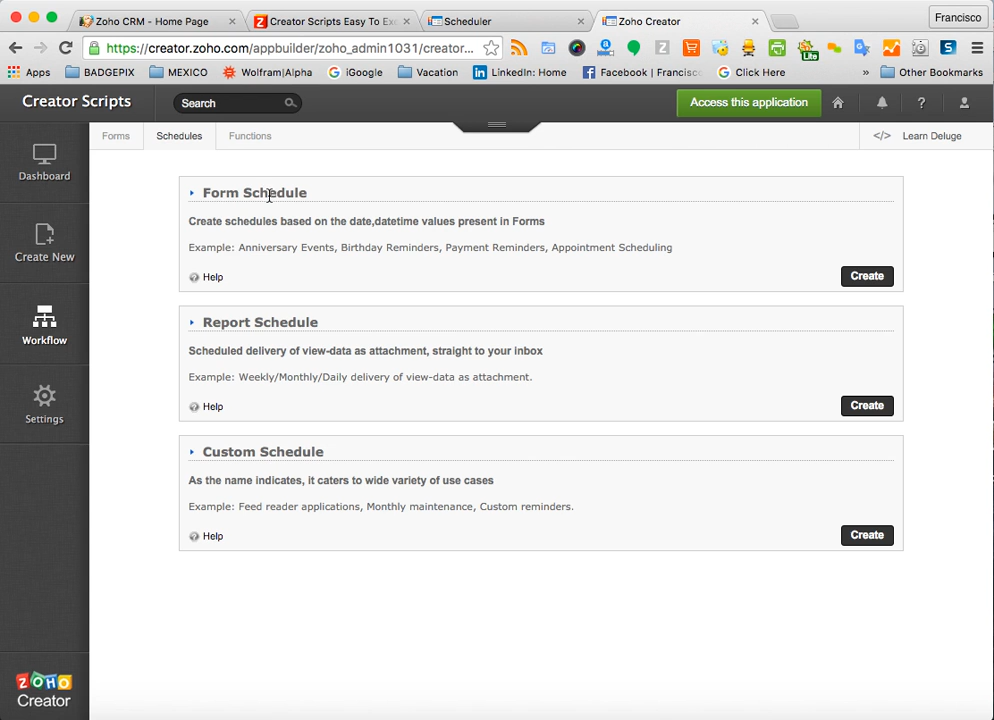 Zoho CRM - Home Page
Creator Scripts Easy To Exc
Scheduler
Zoho Creator
Francisco
https://creator.zoho.com/appbuilder/zoho_admin1031/creator...
Apps
BADGEPIX
MEXICO
Wolfram|Alpha
iGoogle
Vacation
LinkedIn: Home
Facebook | Francisc
Click Here
»
Other Bookmarks
Creator Scripts
Search
Access this application
?
Forms
Schedules
Functions
</> Learn Deluge
Dashboard
Create New
Workflow
Settings
Form Schedule
Create schedules based on the date,datetime values present in Forms
Example: Anniversary Events, Birthday Reminders, Payment Reminders, Appointment Scheduling
Help
Create
Report Schedule
Scheduled delivery of view-data as attachment, straight to your inbox
Example: Weekly/Monthly/Daily delivery of view-data as attachment.
Help
Create
Custom Schedule
As the name indicates, it caters to wide variety of use cases
Example: Feed reader applications, Monthly maintenance, Custom reminders.
Help
Create
ZOHO
Creator